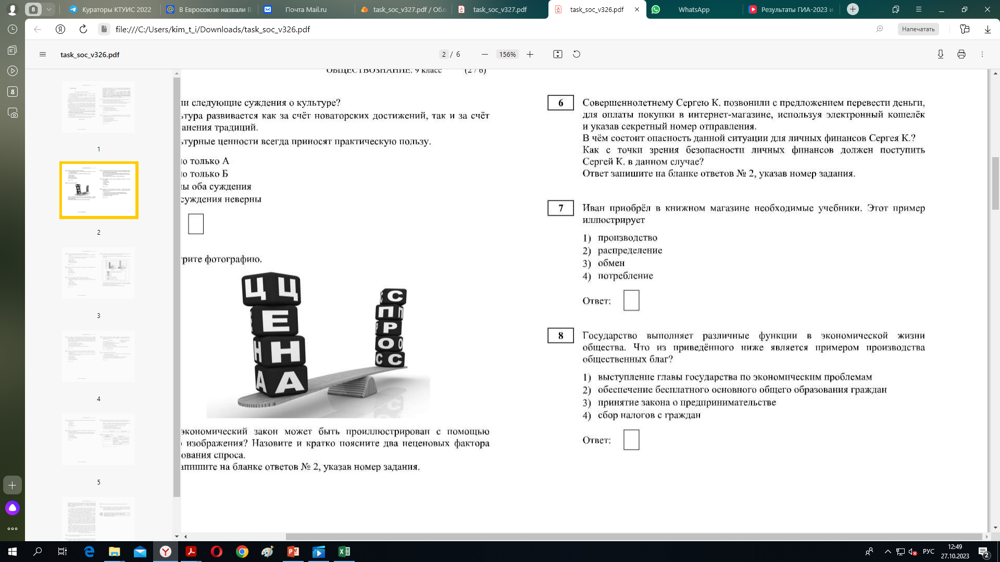 8
Кураторы КТУИС 2022
В Евросоюзе назвали В
Почта Mail.ru
task_soc_v327.pdf / Обл
task_soc_v327.pdf
task_soc_v326.pdf
WhatsApp
Результаты ГИА-2023 и
file:///C:/Users/kim_t_i/Downloads/task_soc_v326.pdf
Напечатать
task_soc_v326.pdf
2 / 6
156%
8
1
2
3
4
5
ОБЩЕСТВОЗНАНИЕ. 9 класс (2 / 6)
ли следующие суждения о культуре?
ьтура развивается как за счёт новаторских достижений, так и за счёт
анения традиций.
ьтурные ценности всегда приносят практическую пользу.
о только А
о только Б
ы оба суждения
суждения неверны
трите фотографию.
ЦЦ
Е
НН
АА
СС
ПП
РР
ОО
СС
экономический закон может быть проиллюстрирован с помощью
о изображения? Назовите и кратко поясните два неценовых фактора
ования спроса.
апишите на бланке ответов № 2, указав номер задания.
6
Совершеннолетнему Сергею К. позвонили с предложением перевести деньги,
для оплаты покупки в интернет-магазине, используя электронный кошелёк
и указав секретный номер отправления.
В чём состоит опасность данной ситуации для личных финансов Сергея К.?
Как с точки зрения безопасности личных финансов должен поступить
Сергей К. в данном случае?
Ответ запишите на бланке ответов № 2, указав номер задания.
7
Иван приобрёл в книжном магазине необходимые учебники. Этот пример
иллюстрирует
1) производство
2) распределение
3) обмен
4) потребление
Ответ:
8
Государство выполняет различные функции в экономической жизни
общества. Что из приведённого ниже является примером производства
общественных благ?
1) выступление главы государства по экономическим проблемам
2) обеспечение бесплатного основного общего образования граждан
3) принятие закона о предпринимательстве
4) сбор налогов с граждан
Ответ:
РУС
12:49
27.10.2023
2